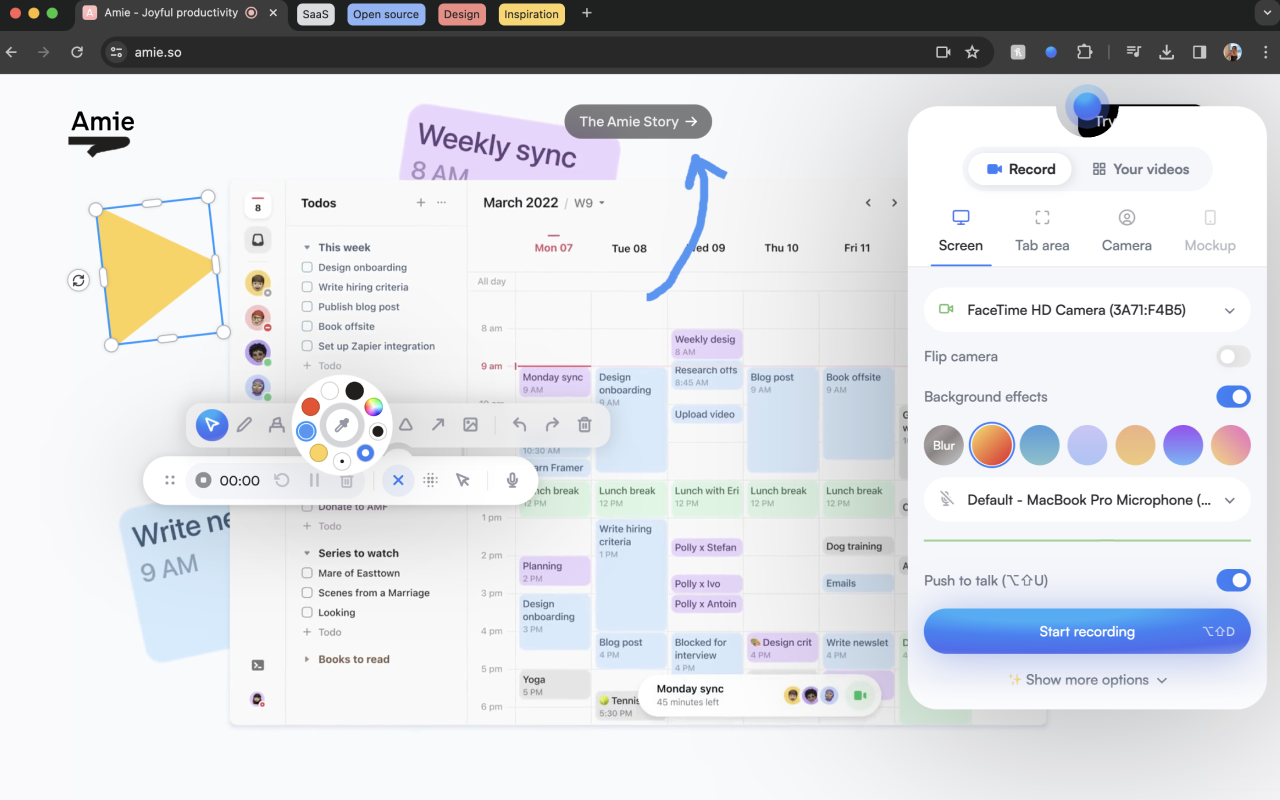 Amie - Joyful productivity
SaaS
Open source
Design
Inspiration
amie.so
Amie
Weekly sync
8 AM
The Amie Story →
Try
Record
Your videos
Screen
Tab area
Camera
Mockup
FaceTime HD Camera (3A71:F4B5)
Flip camera
Background effects
Blur
Default - MacBook Pro Microphone (...
Push to talk (⌥⇧U)
Start recording
⌥⇧D
✨ Show more options
8
Todos
This week
Design onboarding
Write hiring criteria
Publish blog post
Book offsite
Set up Zapier integration
Todo
00:00
Donate to AMF
Todo
Series to watch
Mare of Easttown
Scenes from a Marriage
Looking
Todo
Books to read
Write ne
9 AM
March 2022 / W9
Mon 07
Tue 08
Wed 09
Thu 10
Fri 11
All day
8 am
9 am
1 pm
2 pm
3 pm
4 pm
5 pm
6 pm
Monday sync
9 AM
10:30 AM
arn Framer
Lunch break
12 PM
Planning
2 PM
Design
onboarding
3 PM
Yoga
5 PM
Design
onboarding
9 AM
Lunch break
12 PM
Write hiring
criteria
1 PM
Blog post
4 PM
Tennis
5:30 PM
Weekly desig
8 AM
Research offs
8:45 AM
Upload video
Lunch with Eri
12 PM
Polly x Stefan
Polly x Ivo
Polly x Antoin
Blocked for
interview
4 PM
Blog post
9 AM
Lunch break
12 PM
Design crit
4 PM
Book offsite
9 AM
Lunch break
12 PM
Dog training
Emails
Write newslet
4 PM
Monday sync
45 minutes left